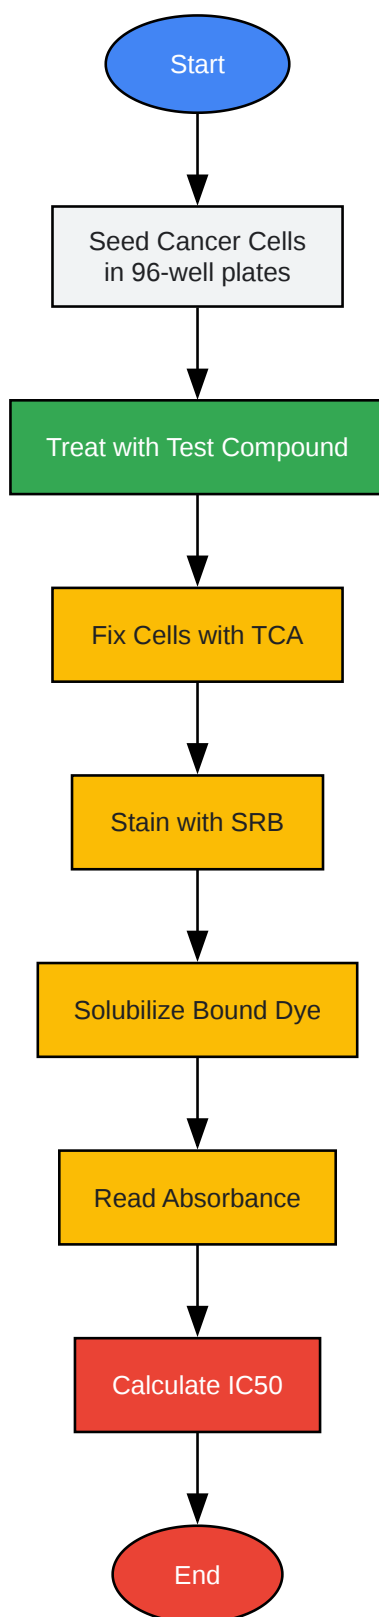 Start
Seed Cancer Cells
in 96-well plates
Treat with Test Compound
Fix Cells with TCA
Stain with SRB
Solubilize Bound Dye
Read Absorbance
Calculate IC50
End